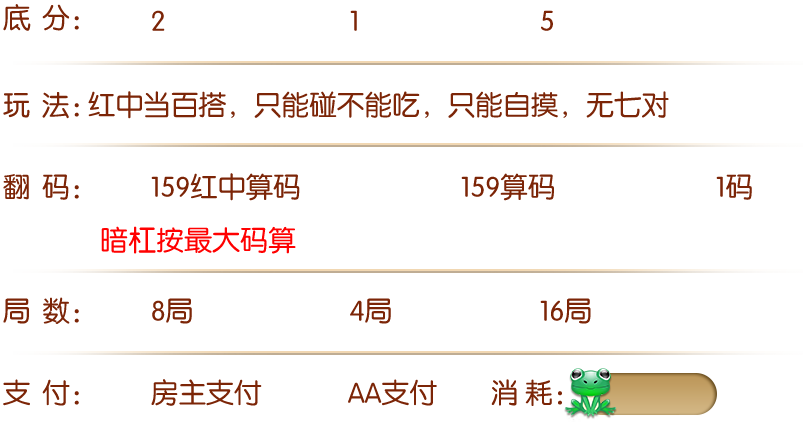 底 分: 2 1 5
玩 法: 红中当百搭，只能碰不能吃，只能自摸，无七对
翻 码: 159红中算码 159算码 1码
暗杠按最大码算
局 数: 8局 4局 16局
支 付: 房主支付 AA支付 消 耗: